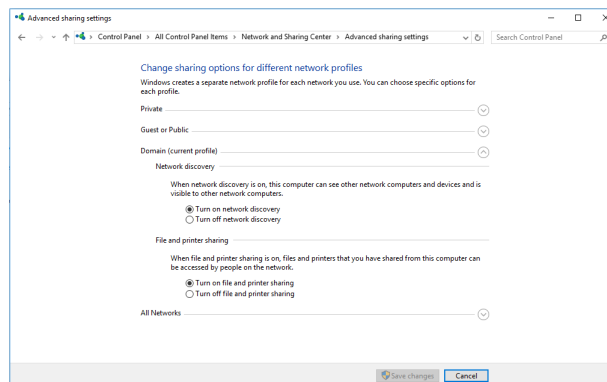 Advanced sharing settings
Control Panel > All Control Panel Items > Network and Sharing Center > Advanced sharing settings
Search Control Panel
Change sharing options for different network profiles
Windows creates a separate network profile for each network you use. You can choose specific options for
each profile.
Private
Guest or Public
Domain (current profile)
Network discovery
When network discovery is on, this computer can see other network computers and devices and is
visible to other network computers.
Turn on network discovery
Turn off network discovery
File and printer sharing
When file and printer sharing is on, files and printers that you have shared from this computer can
be accessed by people on the network.
Turn on file and printer sharing
Turn off file and printer sharing
All Networks
Save changes
Cancel